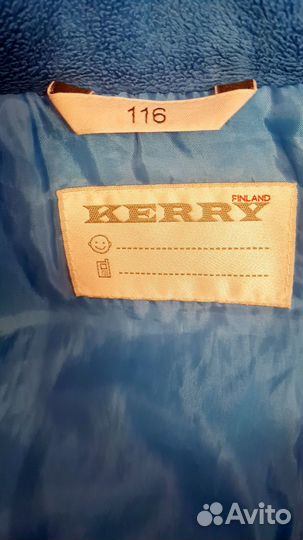 116
FINLAND
KERRY
Avito